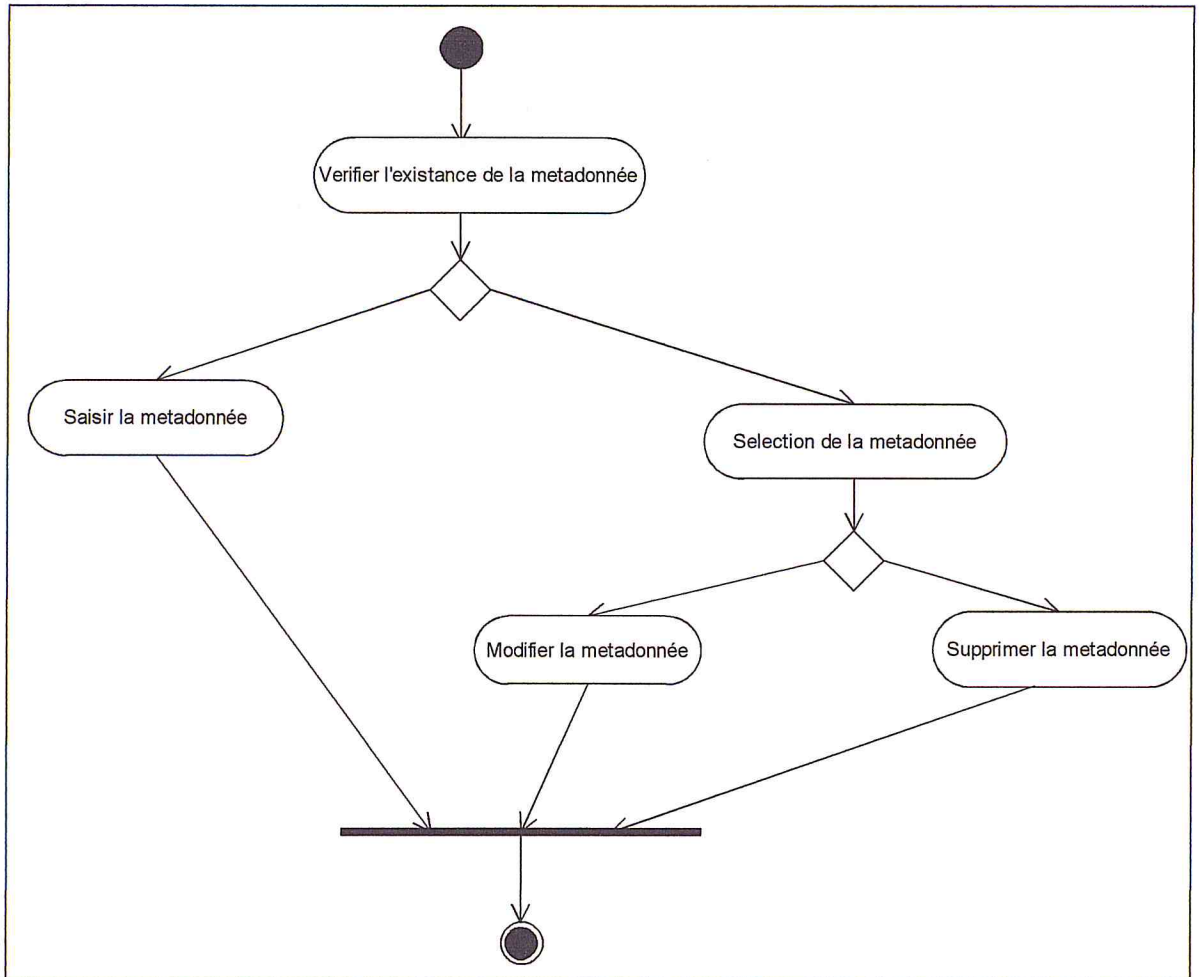 Verifier l'existance de la metadonnée
Saisir la metadonnée
Selection de la metadonnée
Modifier la metadonnée
Supprimer la metadonnée